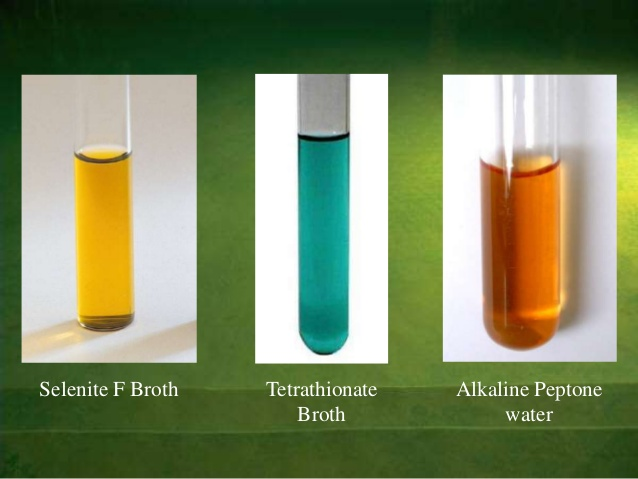 Selenite F Broth
Tetrathionate
Broth
Alkaline Peptone
water